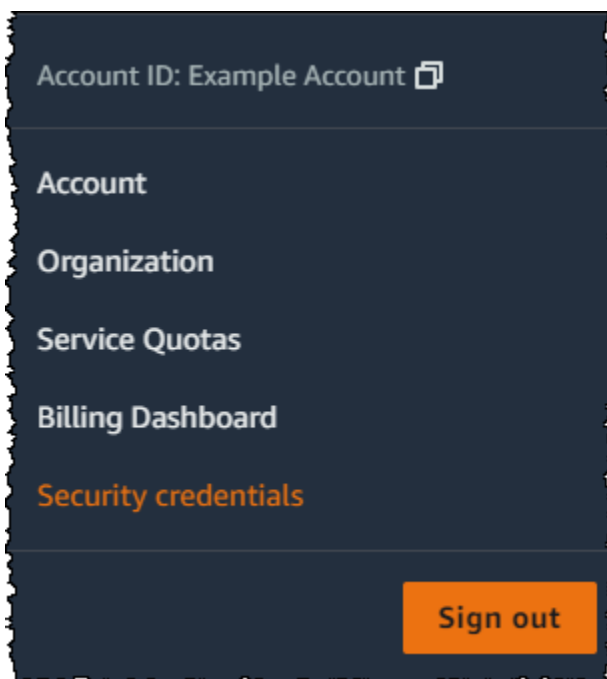 Account ID: Example Account
Account
Organization
Service Quotas
Billing Dashboard
Security credentials
Sign out